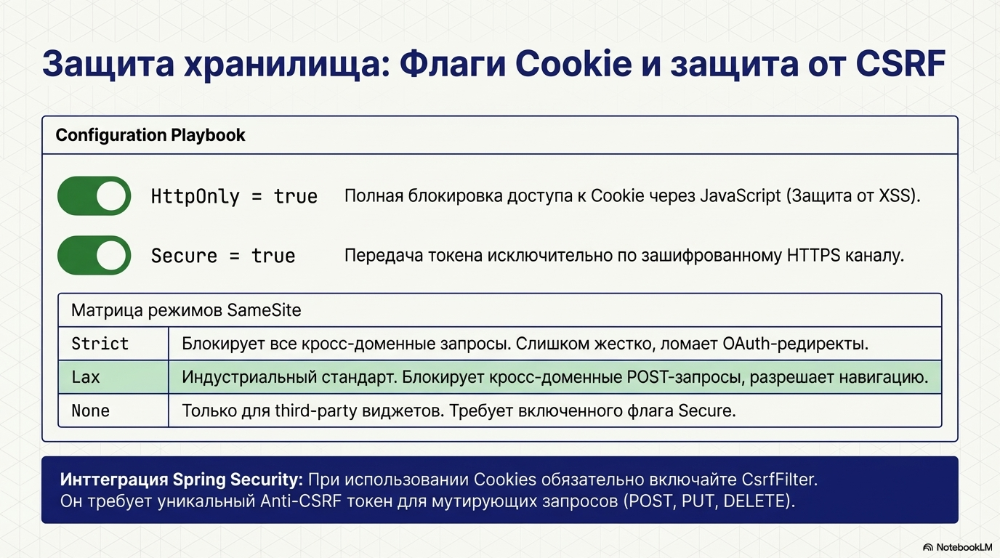 Защита хранилища: Флаги Cookie и защита от CSRF
Configuration Playbook
HttpOnly = true Полная блокировка доступа к Cookie через JavaScript (Защита от XSS).
Secure = true Передача токена исключительно по зашифрованному HTTPS каналу.
Матрица режимов SameSite
Strict Блокирует все кросс-доменные запросы. Слишком жестко, ломает OAuth-редиректы.
Lax Индустриальный стандарт. Блокирует кросс-доменные POST-запросы, разрешает навигацию.
None Только для third-party виджетов. Требует включенного флага Secure.
Инттеграция Spring Security: При использовании Cookies обязательно включайте CsrfFilter.
Он требует уникальный Anti-CSRF токен для мутирующих запросов (POST, PUT, DELETE).
NotebookLM